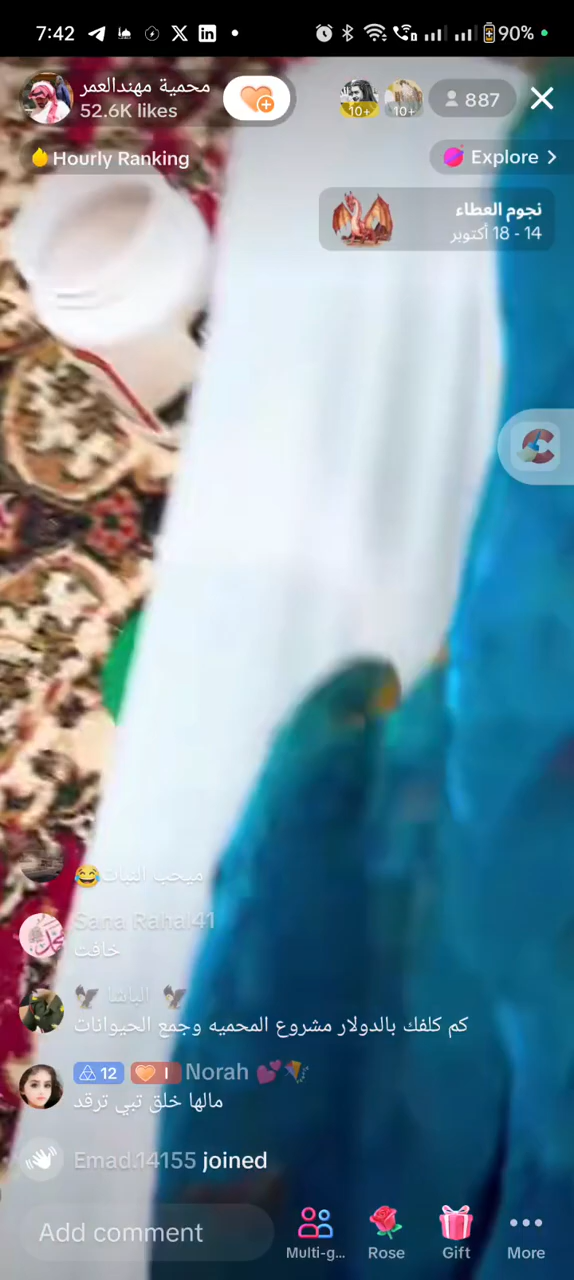 7:42
90%
محمية مهندالعمر
52.6K likes
10+
10+
887
Hourly Ranking
Explore
نجوم العطاء
14 - 18 أكتوبر
ميحب النبات😂
Sana Rahal41
خافت
🦅 الباشا 🦅
كم كلفك بالدولار مشروع المحميه وجمع الحيوانات
12 I Norah 💕🪁
مالها خلق تبي ترقد
Emad.14155 joined
Add comment
Multi-g...
Rose
Gift
More